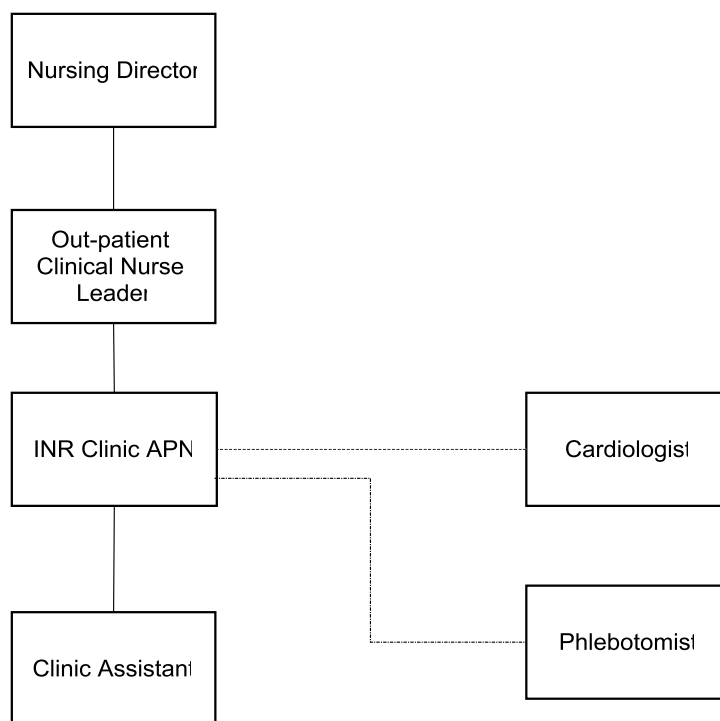 Nursing Director
Out-patient
Clinical Nurse
Leader
INR Clinic APN
Cardiologist
Clinic Assistant
Phlebotomist